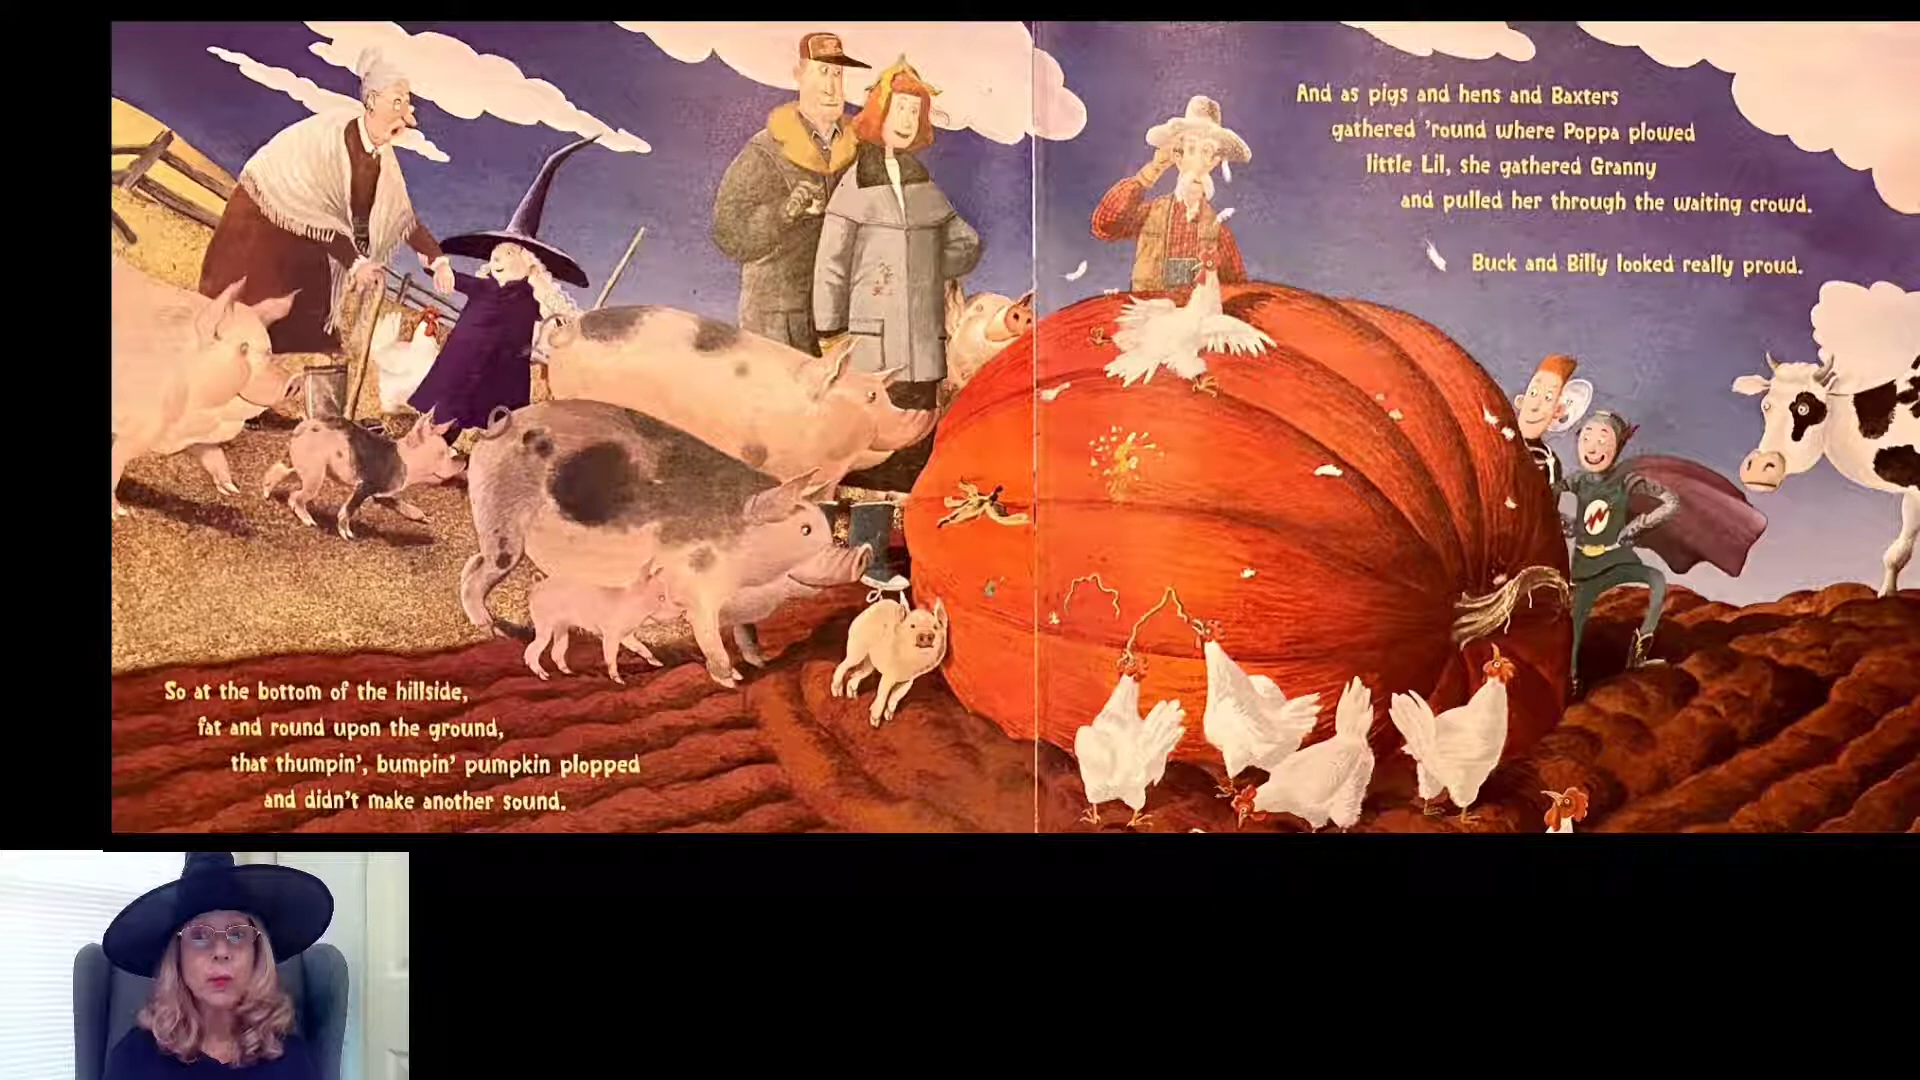 So at the bottom of the hillside,
fat and round upon the ground,
that thumpin', bumpin' pumpkin plopped
and didn't make another sound.
And as pigs and hens and Baxters
gathered 'round where Poppa plowed
little Lil, she gathered Granny
and pulled her through the waiting crowd.
Buck and Billy looked really proud.